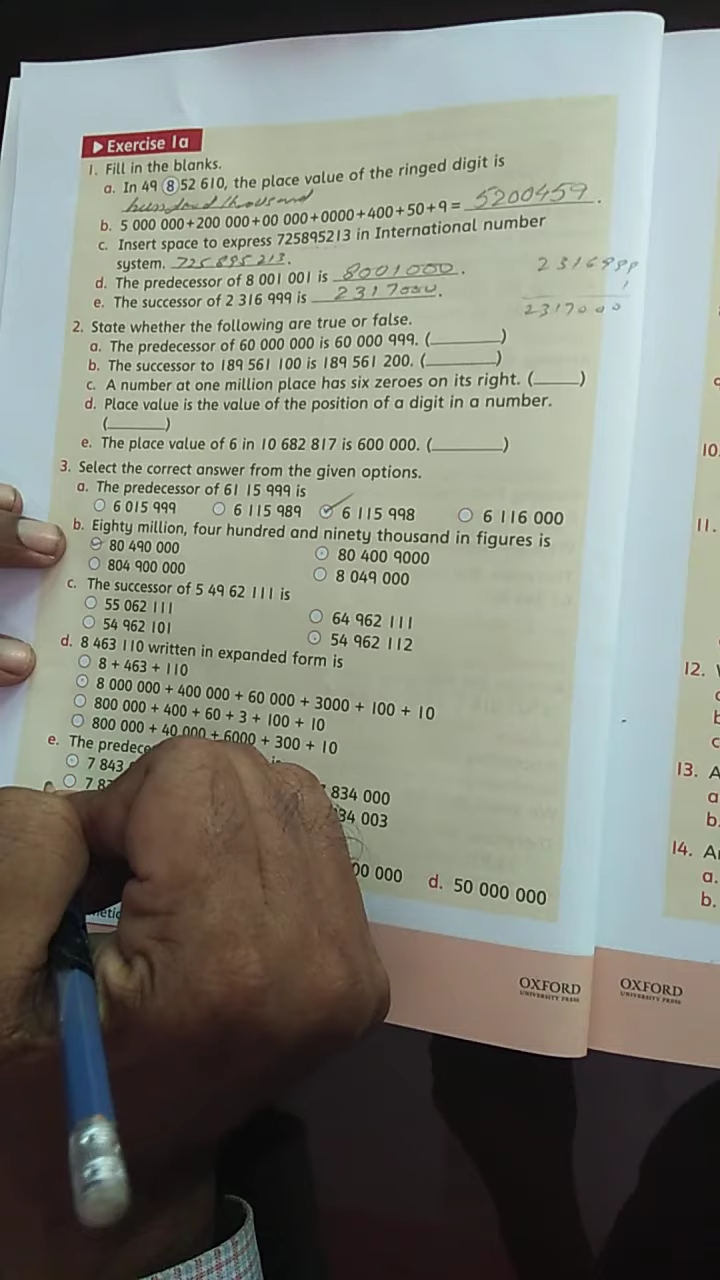 Exercise 1a
1. Fill in the blanks.
a. In 49 8 52 610, the place value of the ringed digit is
hundred thousand .
b. 5 000 000+200 000+00 000+0000+400+50+9 = 5200459
c. Insert space to express 725895213 in International number
system. 725 895 213.
d. The predecessor of 8 001 001 is 8001000 .
e. The successor of 2 316 999 is 2317000 .
2316999
1
2317000
2. State whether the following are true or false.
a. The predecessor of 60 000 000 is 60 000 999. (______)
b. The successor to 189 561 100 is 189 561 200. (______)
c. A number at one million place has six zeroes on its right. (____)
d. Place value is the value of the position of a digit in a number.
(_____)
e. The place value of 6 in 10 682 817 is 600 000. (______)
3. Select the correct answer from the given options.
a. The predecessor of 61 15 999 is
6 015 999 6 115 989 6 115 998 6 116 000
b. Eighty million, four hundred and ninety thousand in figures is
80 490 000 80 400 9000
804 900 000 8 049 000
c. The successor of 5 49 62 111 is
55 062 111 64 962 111
54 962 101 54 962 112
d. 8 463 110 written in expanded form is
8 + 463 + 110
8 000 000 + 400 000 + 60 000 + 3000 + 100 + 10
800 000 + 400 + 60 + 3 + 100 + 10
800 000 + 40 000 + 6000 + 300 + 10
e. The
7 843 834 000
00 000 d. 50 000 000
OXFORD
UNIVERSITY PRESS
10.
11.
12.
13. A
a.
b.
14.
a.
b.
OXFORD
UNIVERSITY PRESS